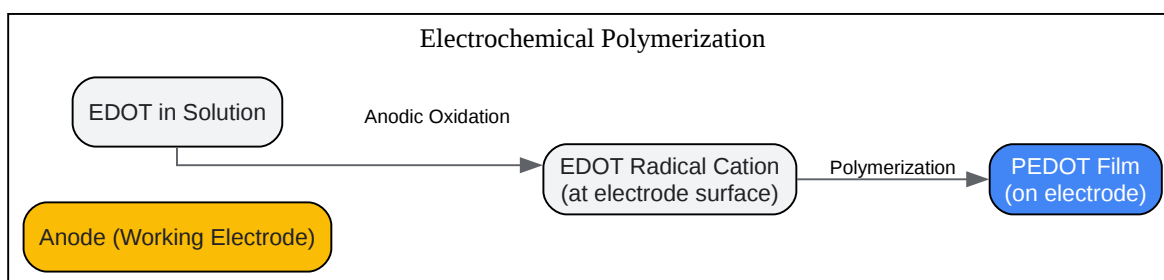 Electrochemical Polymerization
EDOT in Solution
Anodic Oxidation
EDOT Radical Cation
(at electrode surface)
Polymerization
PEDOT Film
(on electrode)
Anode (Working Electrode)